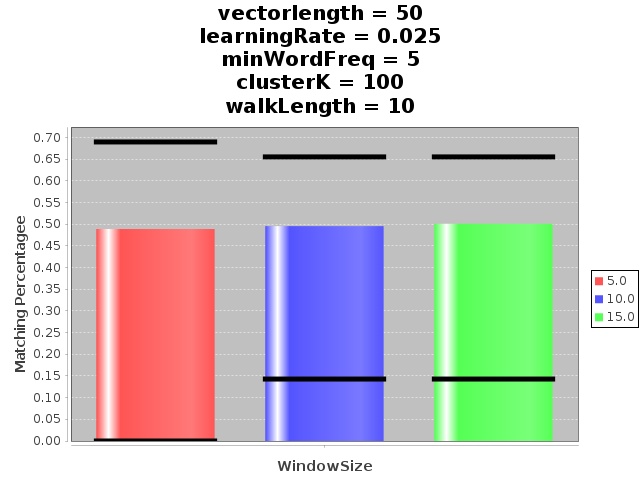 vectorlength = 50
learningRate = 0.025
minWordFreq = 5
clusterK = 100
walkLength = 10
0.70
0.65
0.60
0.55
0.50
0.45
0.40
0.35
0.30
0.25
0.20
0.15
0.10
0.05
0.00
Matching Percentagee
WindowSize
5.0
10.0
15.0